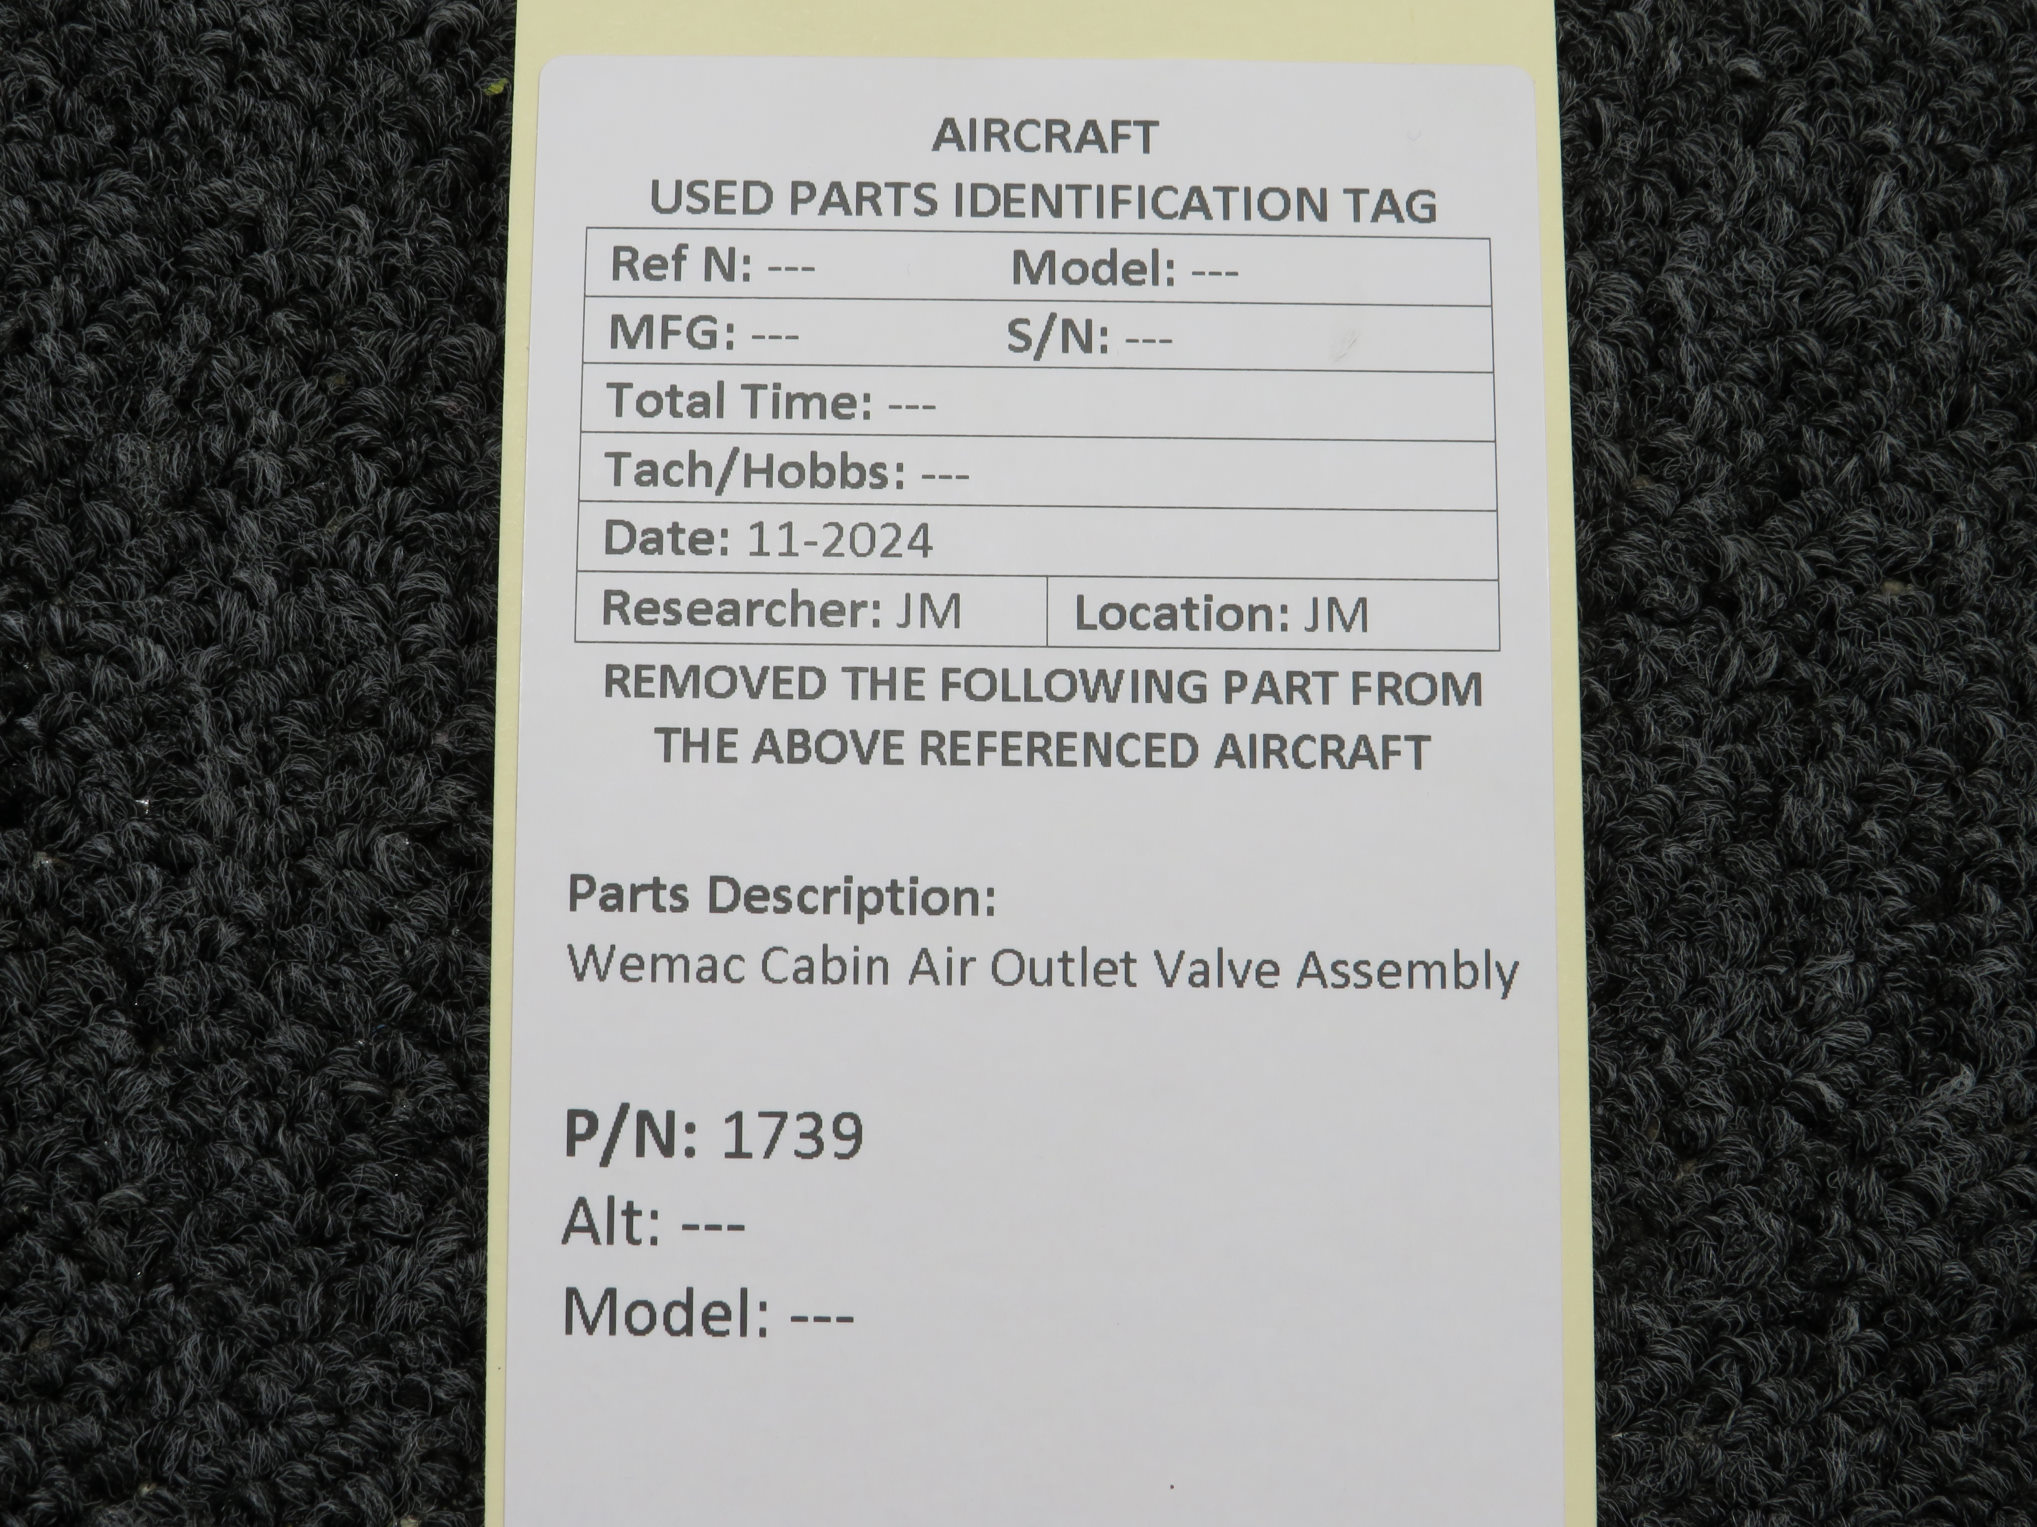 AIRCRAFT
USED PARTS IDENTIFICATION TAG
Ref N: --- Model: ---
MFG: --- S/N: ---
Total Time: ---
Tach/Hobbs: ---
Date: 11-2024
Researcher: JM Location: JM
REMOVED THE FOLLOWING PART FROM
THE ABOVE REFERENCED AIRCRAFT
Parts Description:
Wemac Cabin Air Outlet Valve Assembly
P/N: 1739
Alt: ---
Model: ---